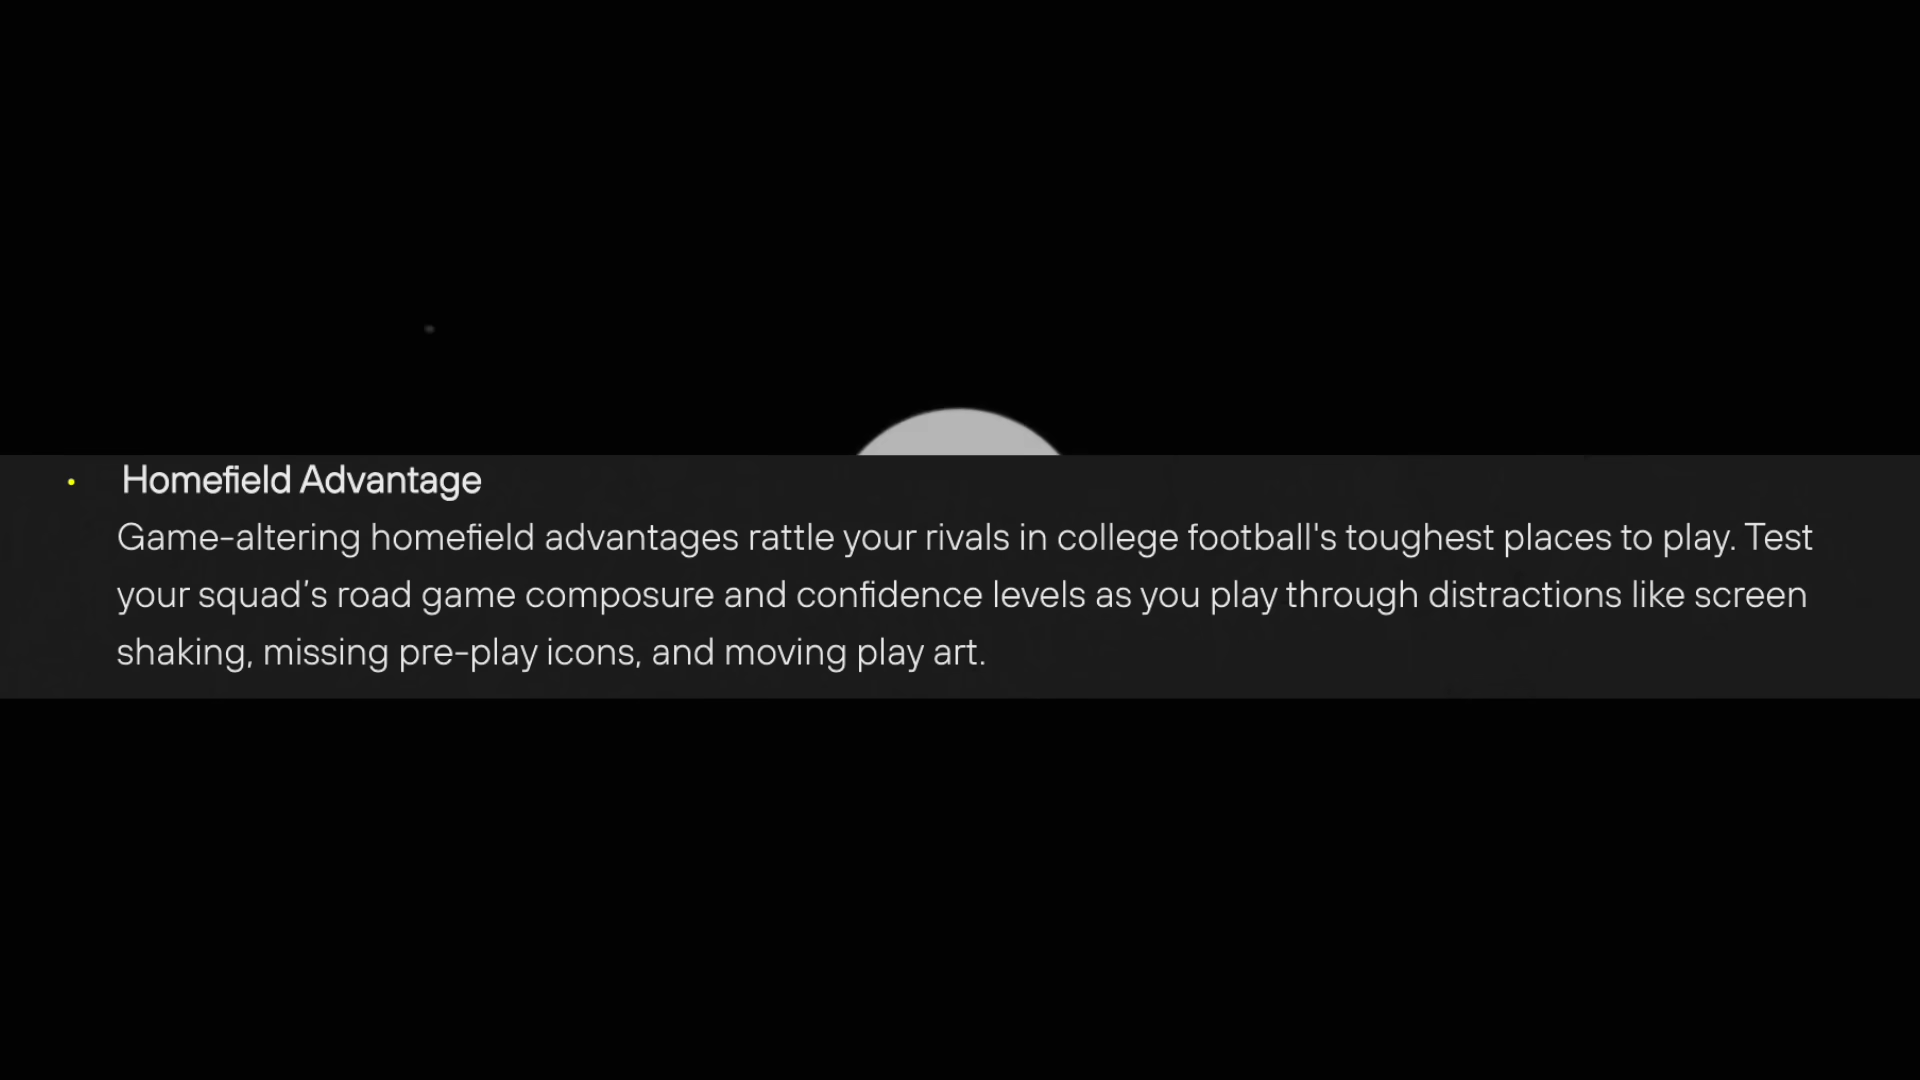 • Homefield Advantage
Game-altering homefield advantages rattle your rivals in college football's toughest places to play. Test
your squad’s road game composure and confidence levels as you play through distractions like screen
shaking, missing pre-play icons, and moving play art.